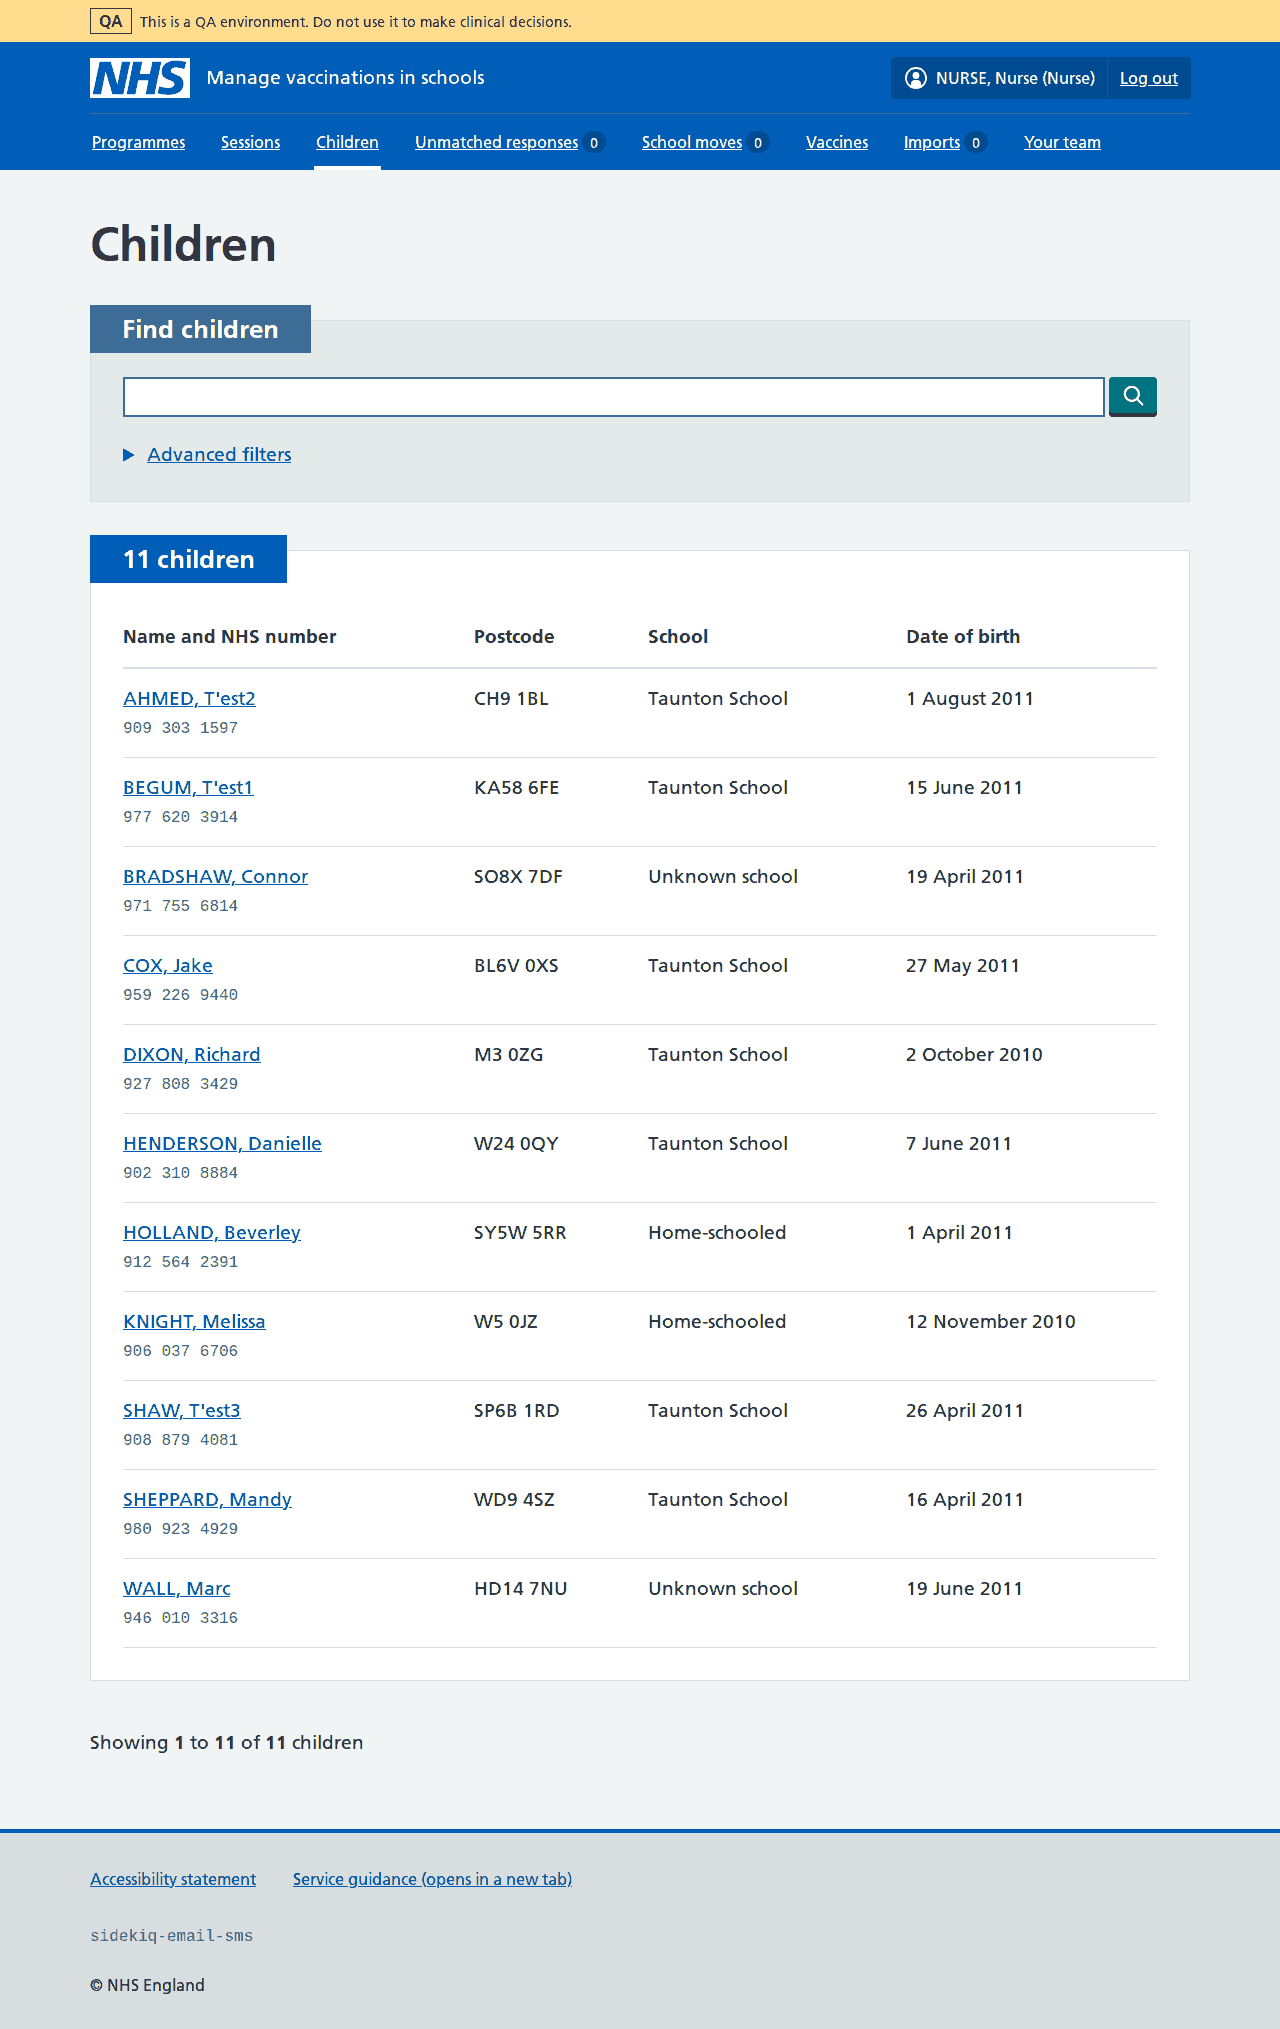 QA This is a QA environment. Do not use it to make clinical decisions.
NHS Manage vaccinations in schools NURSE, Nurse (Nurse) Log out
Programmes Sessions Children Unmatched responses 0 School moves 0 Vaccines Imports 0 Your team
Children
Find children
Advanced filters
11 children
Name and NHS number Postcode School Date of birth
AHMED, T'est2 CH9 1BL Taunton School 1 August 2011
909 303 1597
BEGUM, T'est1 KA58 6FE Taunton School 15 June 2011
977 620 3914
BRADSHAW, Connor SO8X 7DF Unknown school 19 April 2011
971 755 6814
COX, Jake BL6V 0XS Taunton School 27 May 2011
959 226 9440
DIXON, Richard M3 0ZG Taunton School 2 October 2010
927 808 3429
HENDERSON, Danielle W24 0QY Taunton School 7 June 2011
902 310 8884
HOLLAND, Beverley SY5W 5RR Home-schooled 1 April 2011
912 564 2391
KNIGHT, Melissa W5 0JZ Home-schooled 12 November 2010
906 037 6706
SHAW, T'est3 SP6B 1RD Taunton School 26 April 2011
908 879 4081
SHEPPARD, Mandy WD9 4SZ Taunton School 16 April 2011
980 923 4929
WALL, Marc HD14 7NU Unknown school 19 June 2011
946 010 3316
Showing 1 to 11 of 11 children
Accessibility statement Service guidance (opens in a new tab)
sidekiq-email-sms
© NHS England